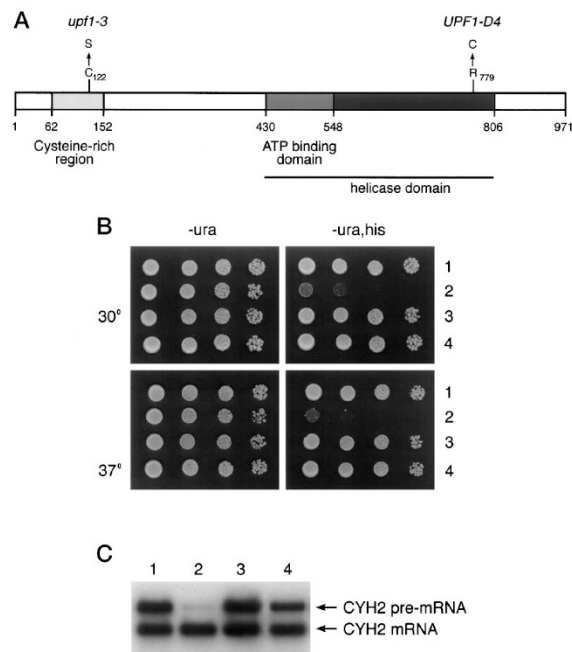 A
upf1-3
UPF1-D4
S
C
C122
R779
1
62
152
430
548
806
971
Cysteine-rich
region
ATP binding
domain
helicase domain
B
-ura
-ura,his
1
2
30°
3
4
1
2
3
37°
4
C
1 2 3 4
CYH2 pre-mRNA
CYH2 mRNA